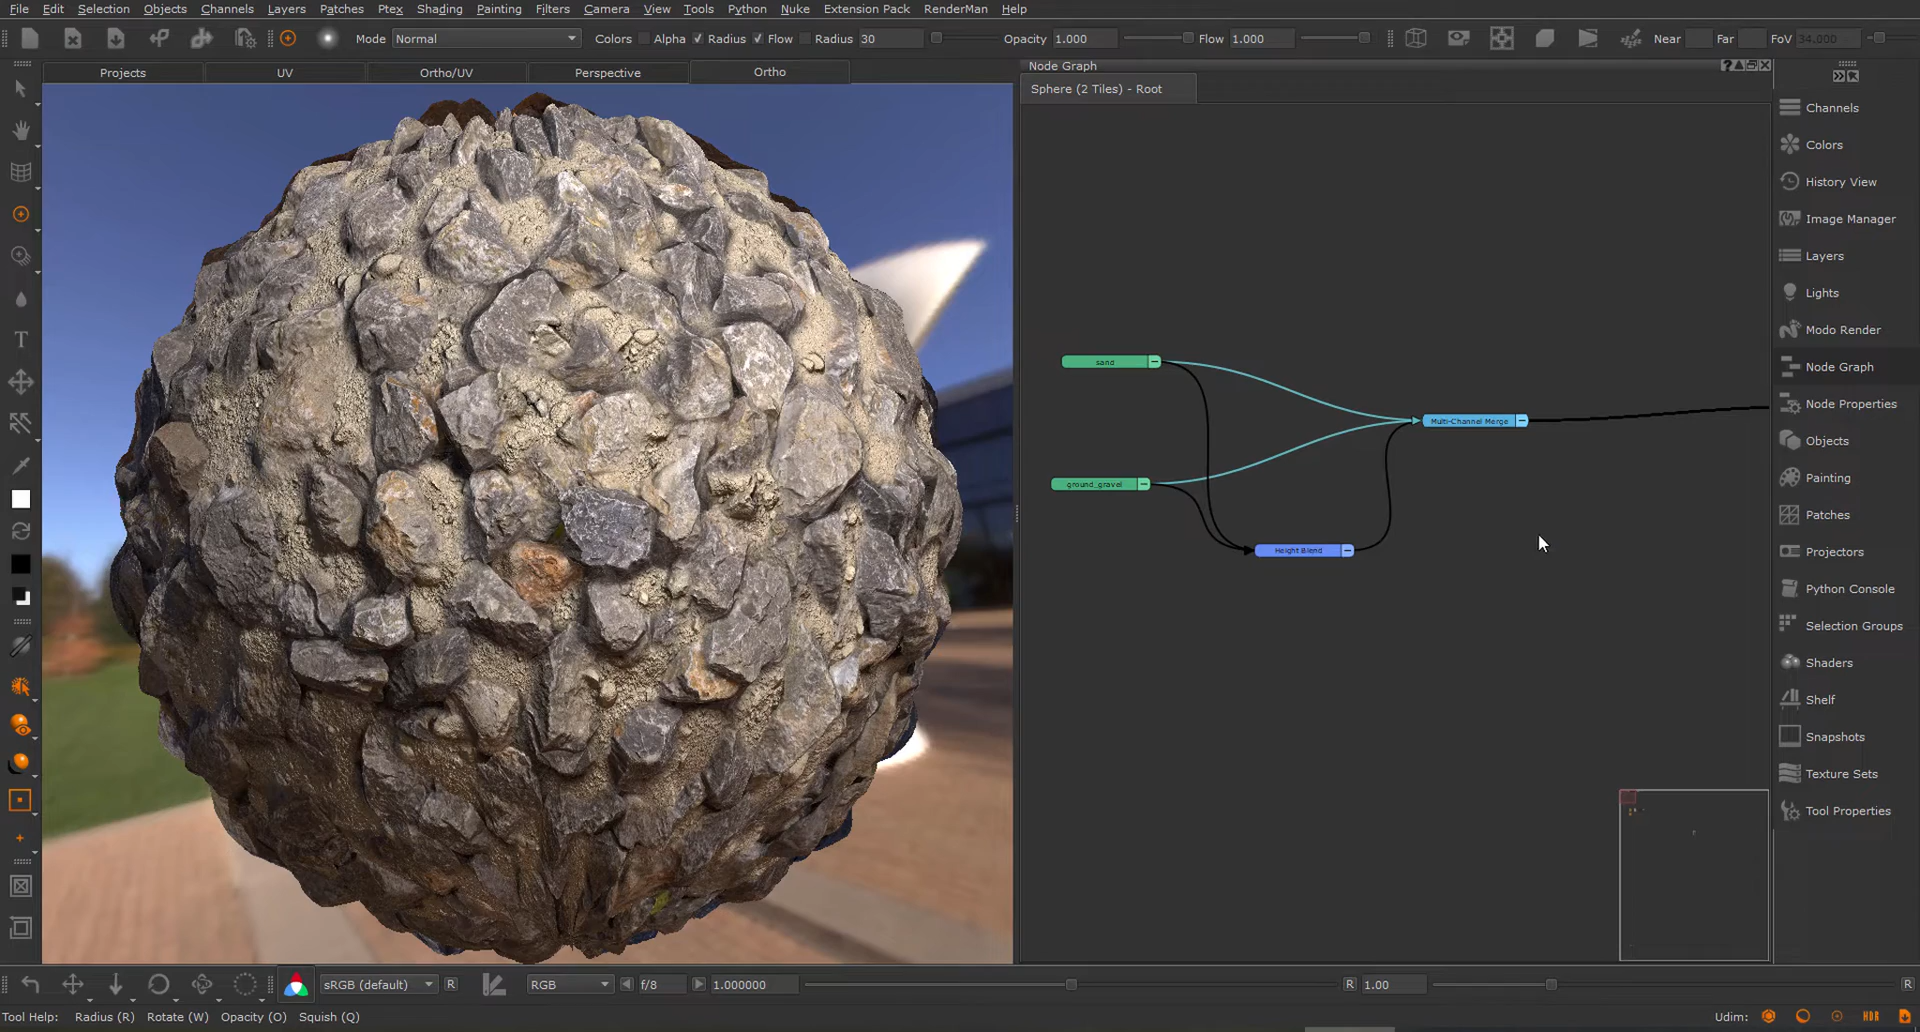 File Edit Selection Objects Channels Layers Patches Ptex Shading Painting Filters Camera View Tools Python Nuke Extension Pack RenderMan Help
Mode Normal Colors Alpha Radius Flow Radius 30 Opacity 1.000 Flow 1.000 Near Far FoV 34.000
Projects UV Ortho/UV Perspective Ortho
Node Graph
Sphere (2 Tiles) - Root
sand
Multi-Channel Merge
ground_gravel
Height Blend
Channels
Colors
History View
Image Manager
Layers
Lights
Modo Render
Node Graph
Node Properties
Objects
Painting
Patches
Projectors
Python Console
Selection Groups
Shaders
Shelf
Snapshots
Texture Sets
Tool Properties
sRGB (default) R RGB f/8 1.000000 R 1.00 R
Tool Help: Radius (R) Rotate (W) Opacity (O) Squish (Q) Udim: HDR